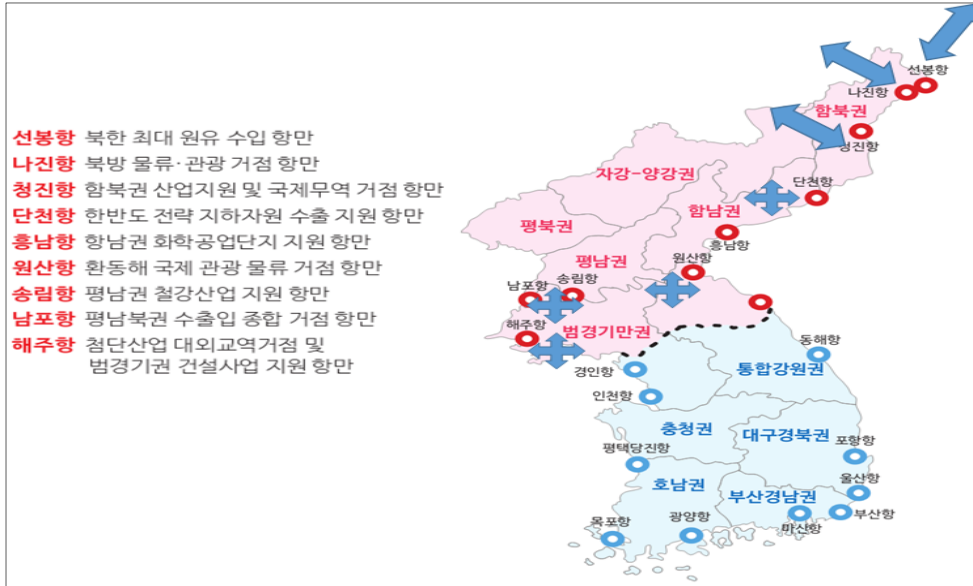 선봉항 북한 최대 원유 수입 항만
나진항 북방 물류·관광 거점 항만
청진항 함북권 산업지원 및 국제무역 거점 항만
단천항 한반도 전략 지하자원 수출 지원 항만
흥남항 함남권 화학공업단지 지원 항만
원산항 환동해 국제 관광 물류 거점 항만
송림항 평남권 철강산업 지원 항만
남포항 평남북권 수출입 종합 거점 항만
해주항 첨단산업 대외교역거점 및
범경기권 건설사업 지원 항만
선봉항
나진항
함북권
청진항
자강-양강권
단천항
함남권
평북권
흥남항
평남권
원산항
송림항
남포항
해주항
범경기만권
동해항
경인항
통합강원권
인천항
충청권
대구경북권
평택당진항
포항항
호남권
울산항
부산경남권
목포항
광양항
마산항
부산항